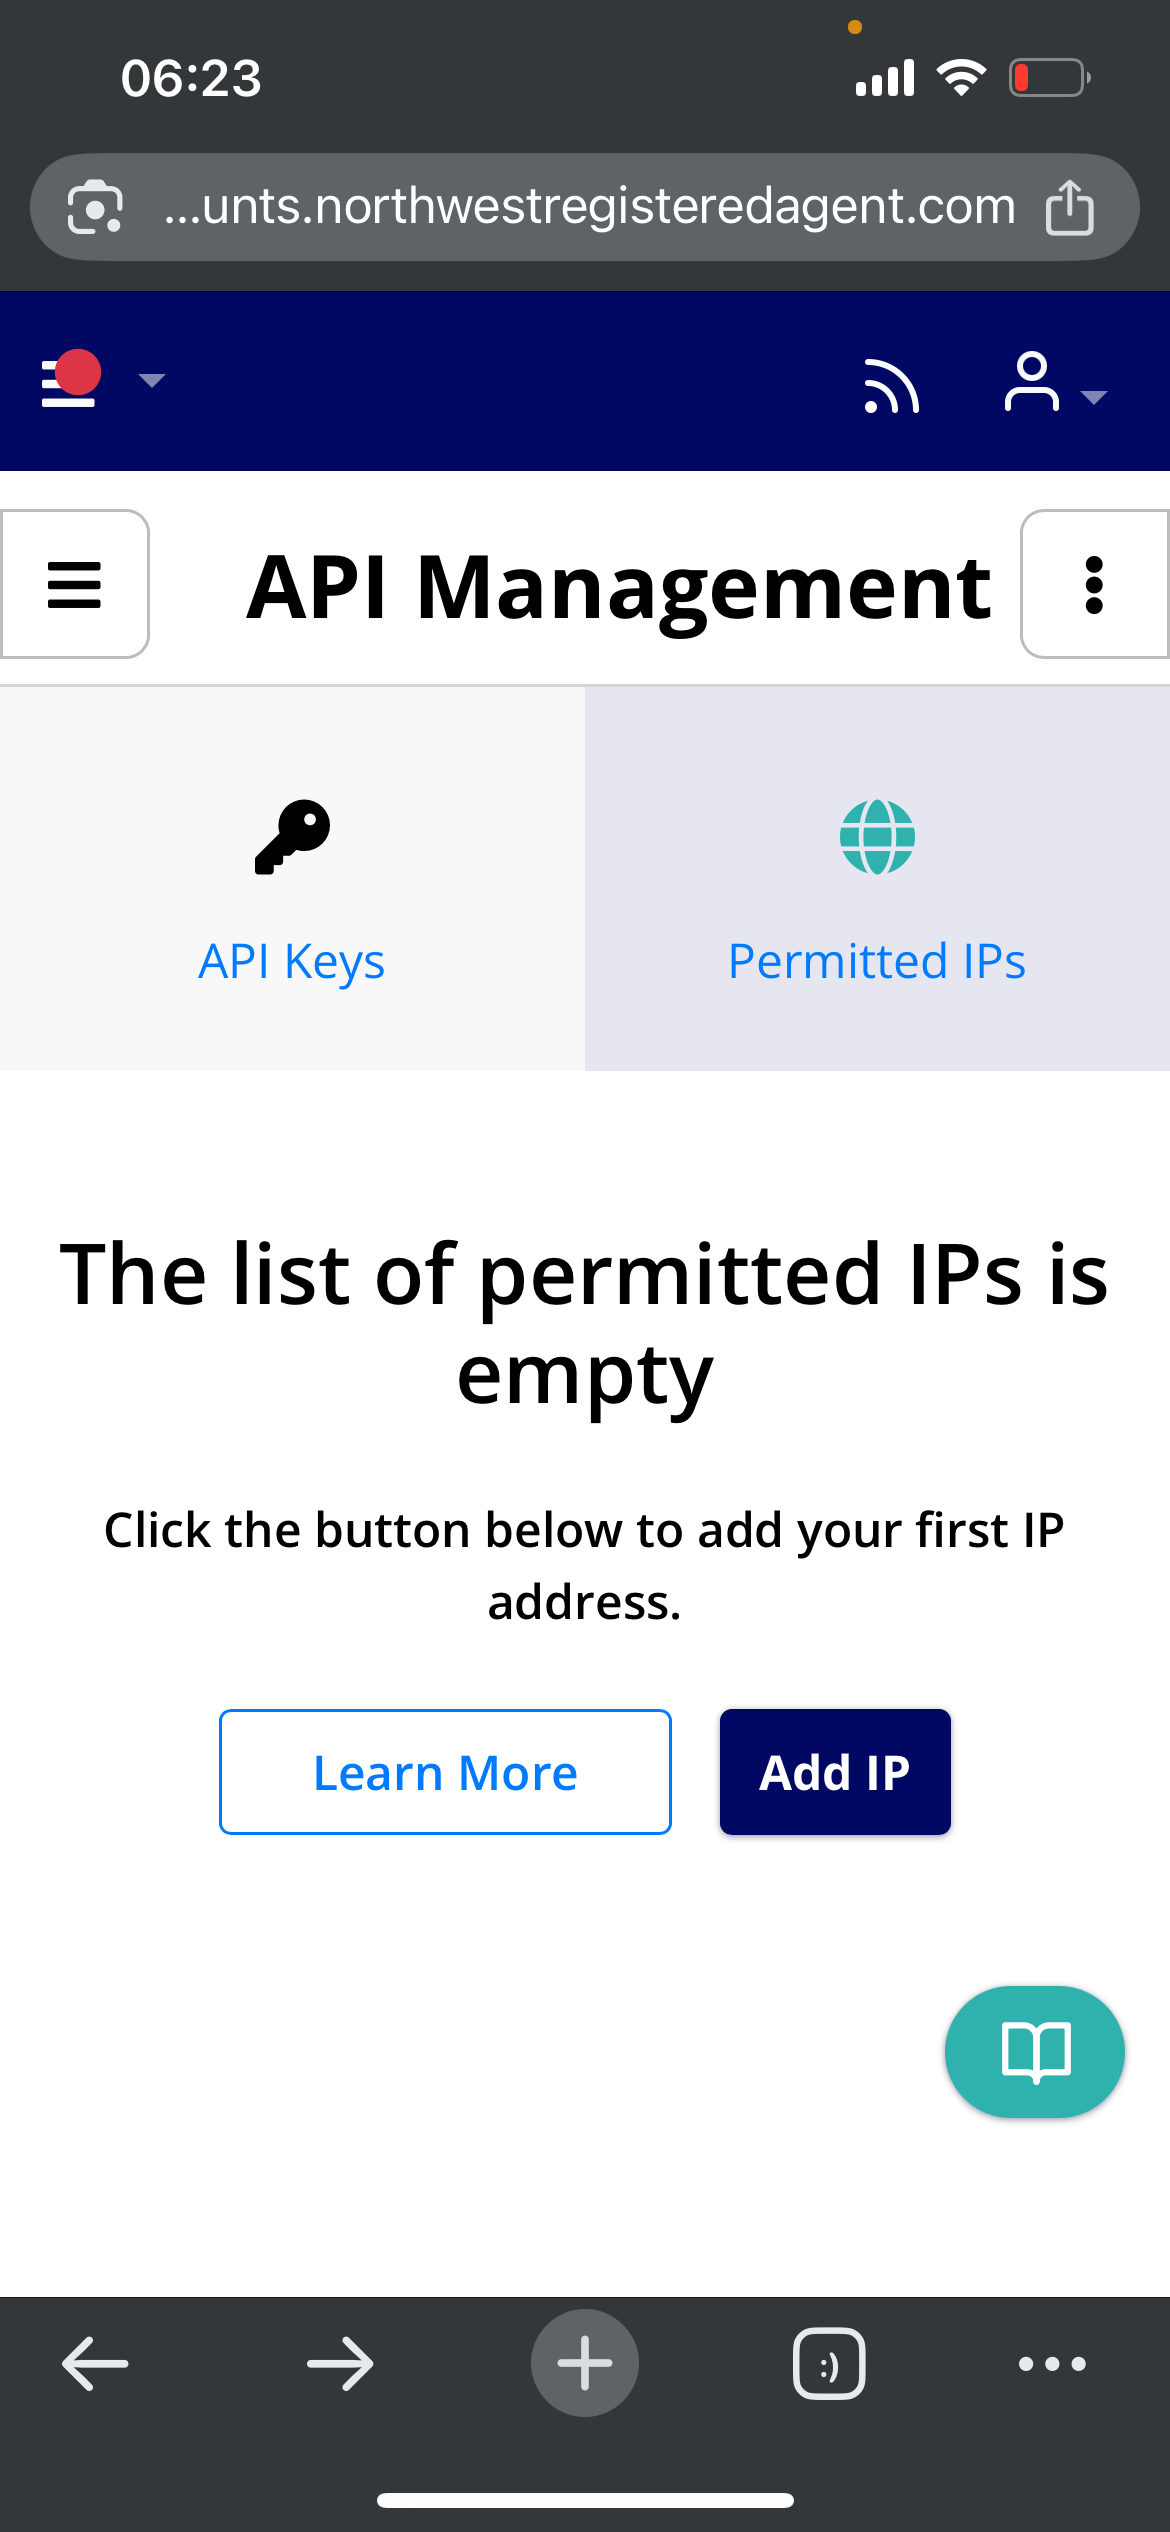 06:23
...unts.northwestregisteredagent.com
API Management
API Keys
Permitted IPs
The list of permitted IPs is
empty
Click the button below to add your first IP
address.
Learn More
Add IP
:)